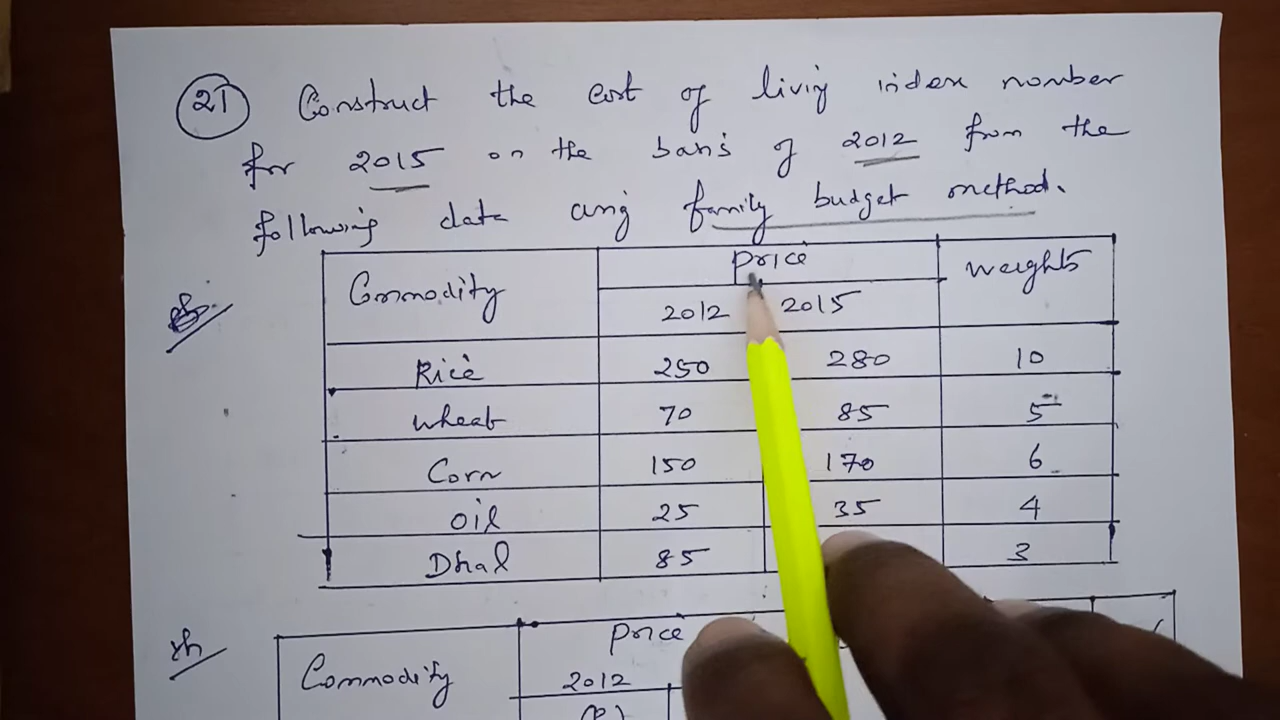 21 Construct the cost of living index number
for 2015 on the basis of 2012 from the
following data using family budget method.
Commodity Price Weights
2012 2015
Rice 250 280 10
Wheat 70 85 5
Corn 150 170 6
Oil 25 35 4
Dhal 85 3
Commodity Price
2012